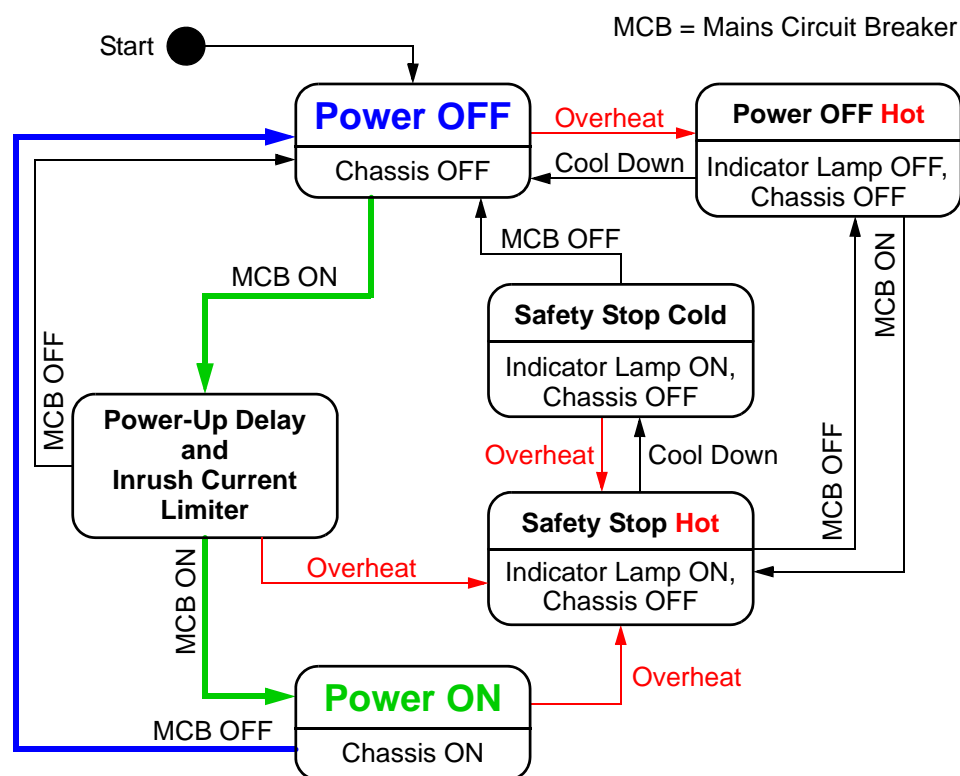 MCB = Mains Circuit Breaker
Start
Power OFF
Chassis OFF
Overheat
Cool Down
Power OFF Hot
Indicator Lamp OFF,
Chassis OFF
MCB OFF
MCB ON
MCB ON
Safety Stop Cold
Indicator Lamp ON,
Chassis OFF
MCB OFF
Power-Up Delay
and
Inrush Current
Limiter
Overheat
Cool Down
MCB OFF
Safety Stop Hot
Indicator Lamp ON,
Chassis OFF
MCB ON
Overheat
Overheat
Power ON
Chassis ON
MCB OFF